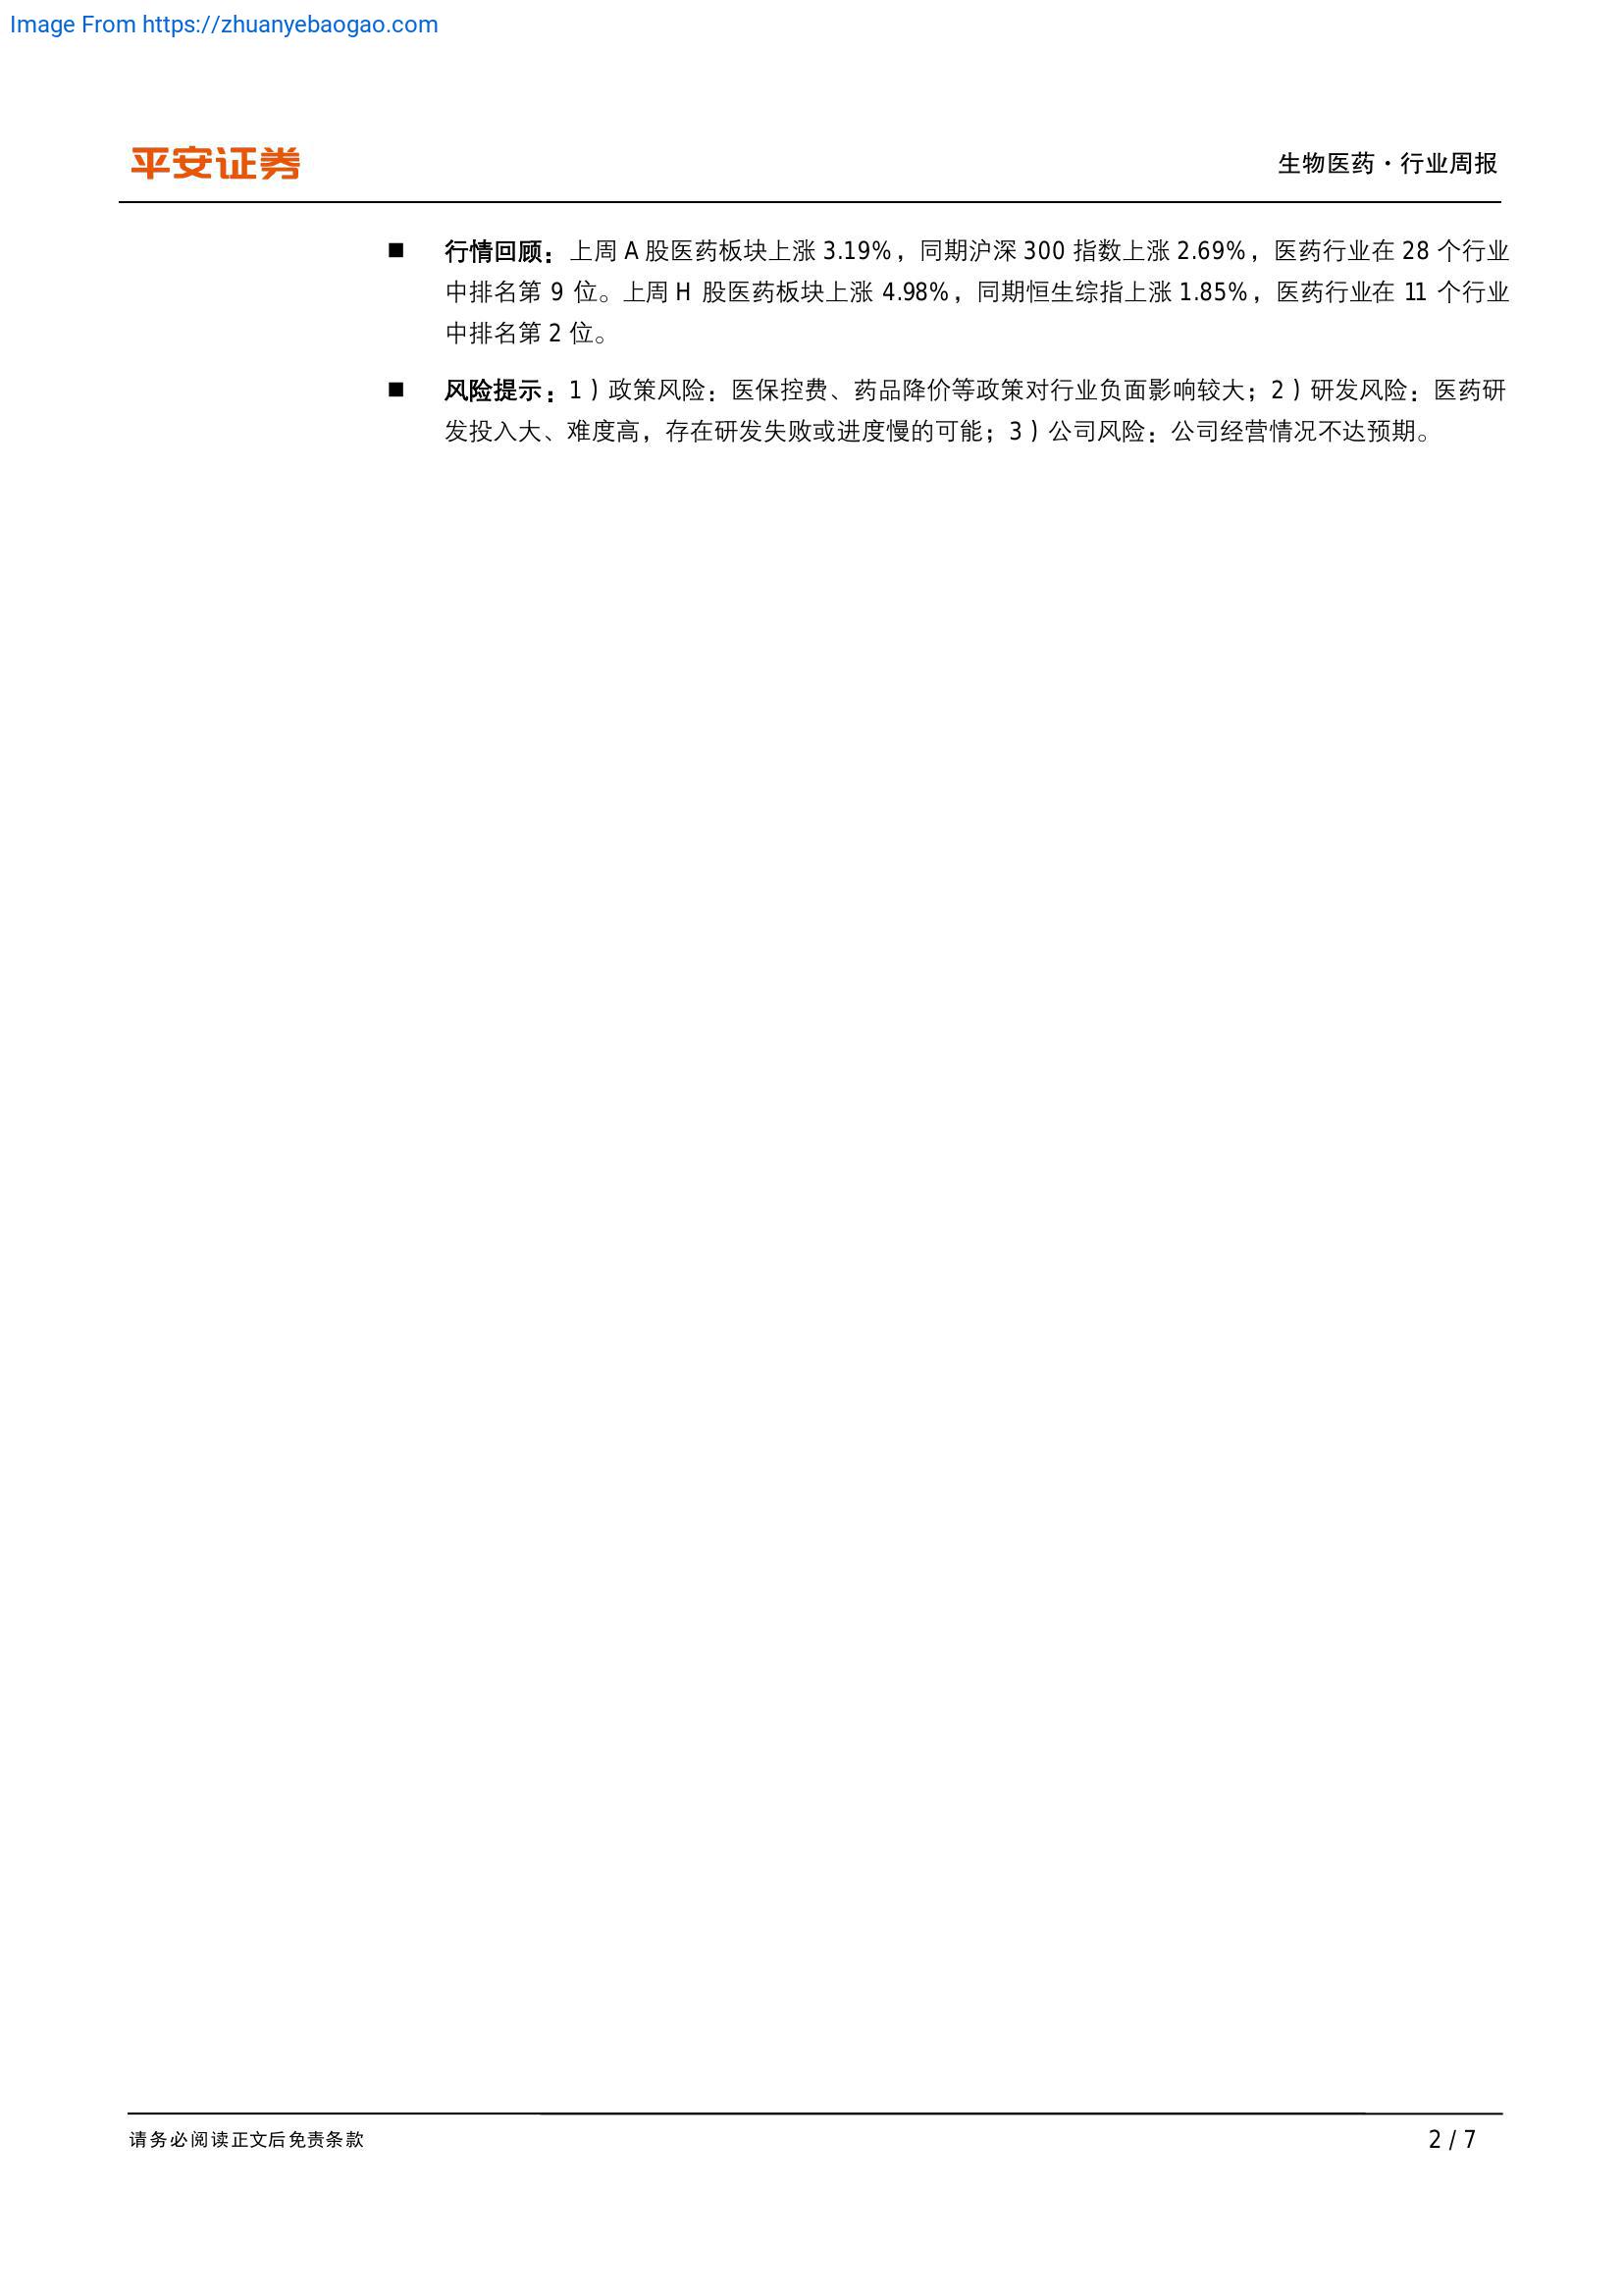 Image From https://zhuanyebaogao.com
平安证券
生物医药·行业周报
■ 行情回顾：上周 A 股医药板块上涨 3.19%，同期沪深 300 指数上涨 2.69%，医药行业在 28 个行业
中排名第 9 位。上周 H 股医药板块上涨 4.98%，同期恒生综指上涨 1.85%，医药行业在 11 个行业
中排名第 2 位。
■ 风险提示：1）政策风险：医保控费、药品降价等政策对行业负面影响较大；2）研发风险：医药研
发投入大、难度高，存在研发失败或进度慢的可能；3）公司风险：公司经营情况不达预期。
请务必阅读正文后免责条款
2 / 7